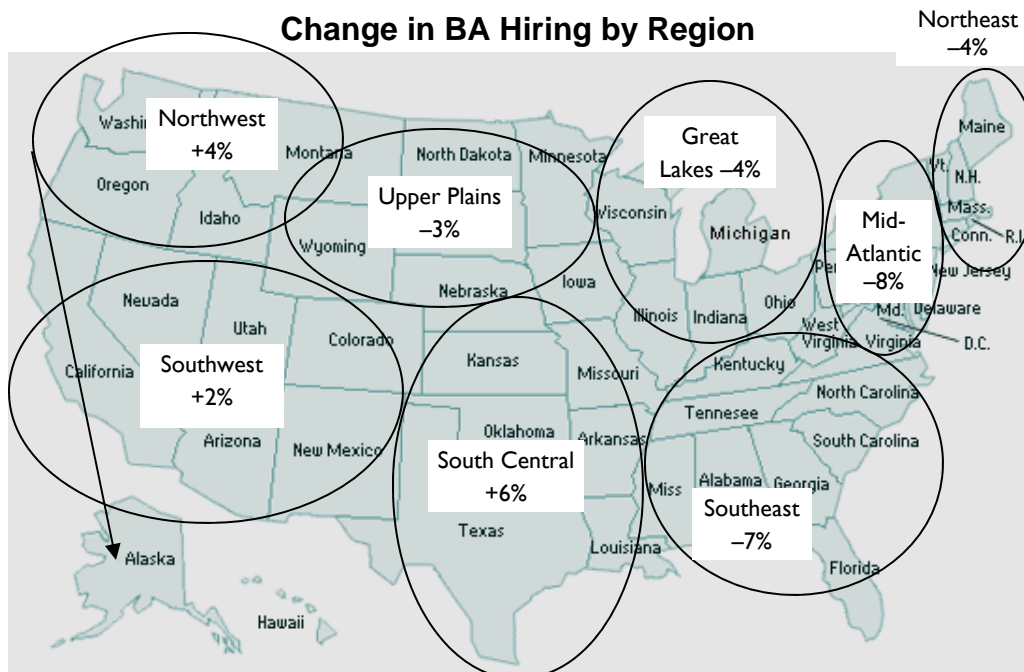 Change in BA Hiring by Region
Northeast
–4%
Northwest
+4%
Montana
Oregon
Idaho
North Dakota
Minnesota
Great
Lakes –4%
Maine
Vt.
N.H.
Mass.
Conn.
R.I.
Upper Plains
–3%
Wyoming
Wisconsin
Michigan
Mid-
Atlantic
–8%
New Jersey
Nevada
Utah
Colorado
Nebraska
Iowa
Illinois
Indiana
Ohio
West
Virginia
Md.
Delaware
Virginia
D.C.
California
Southwest
+2%
Arizona
New Mexico
Kansas
Missouri
Kentucky
North Carolina
Tennessee
South Carolina
Oklahoma
Arkansas
South Central
+6%
Texas
Louisiana
Miss
Alabama
Georgia
Southeast
–7%
Florida
Alaska
Hawaii